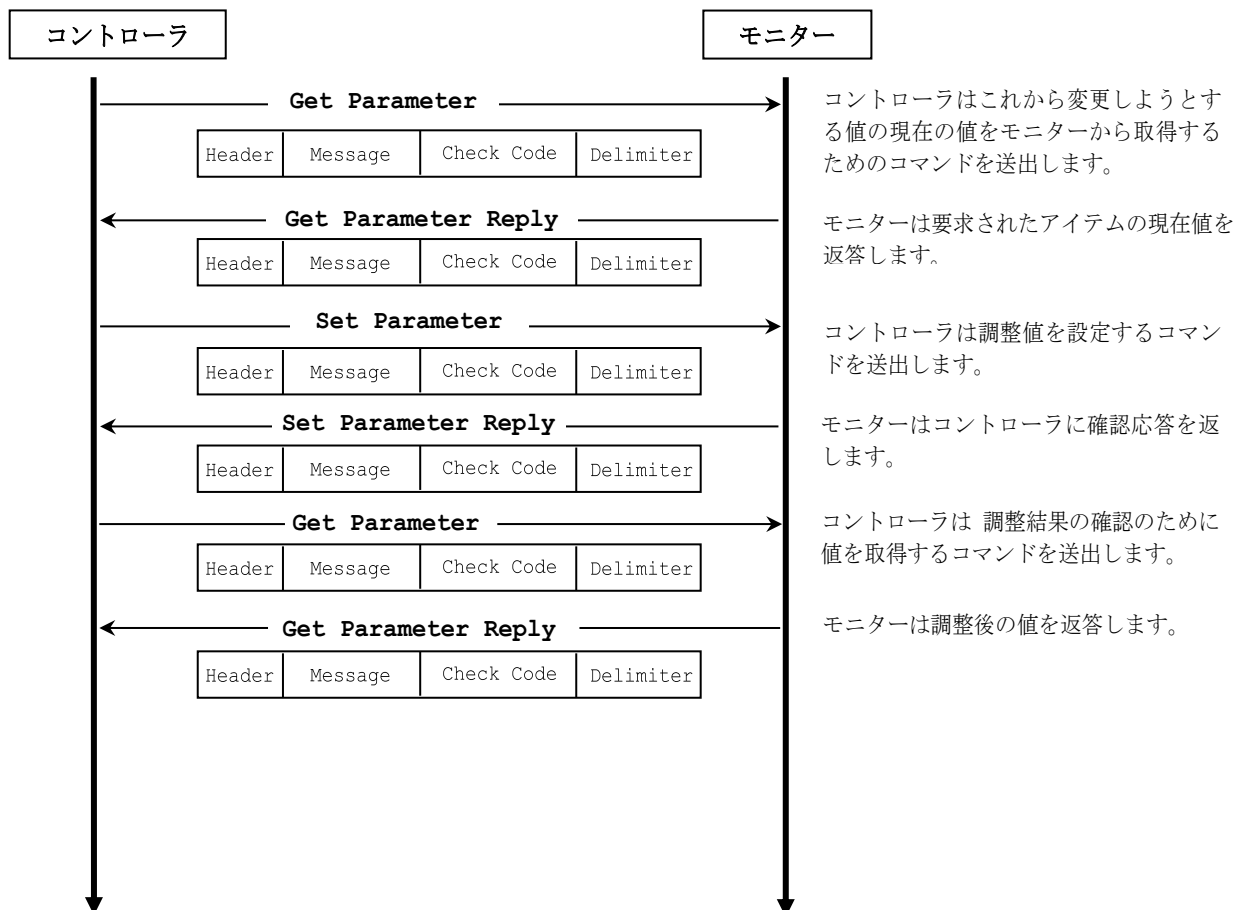 コントローラ
モニター
Get Parameter
Header Message Check Code Delimiter
コントローラはこれから変更しようとす
る値の現在の値をモニターから取得する
ためのコマンドを送出します。
Get Parameter Reply
Header Message Check Code Delimiter
モニターは要求されたアイテムの現在値を
返答します。
Set Parameter
Header Message Check Code Delimiter
コントローラは調整値を設定するコマン
ドを送出します。
Set Parameter Reply
Header Message Check Code Delimiter
モニターはコントローラに確認応答を返
します。
Get Parameter
Header Message Check Code Delimiter
コントローラは 調整結果の確認のために
値を取得するコマンドを送出します。
Get Parameter Reply
Header Message Check Code Delimiter
モニターは調整後の値を返答します。